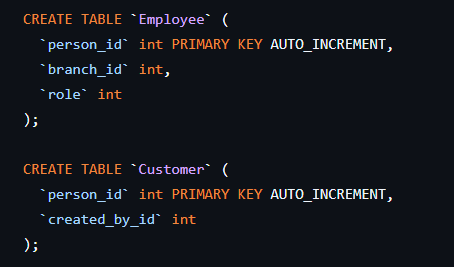 CREATE TABLE `Employee` (
  `person_id` int PRIMARY KEY AUTO_INCREMENT,
  `branch_id` int,
  `role` int
);
CREATE TABLE `Customer` (
  `person_id` int PRIMARY KEY AUTO_INCREMENT,
  `created_by_id` int
);